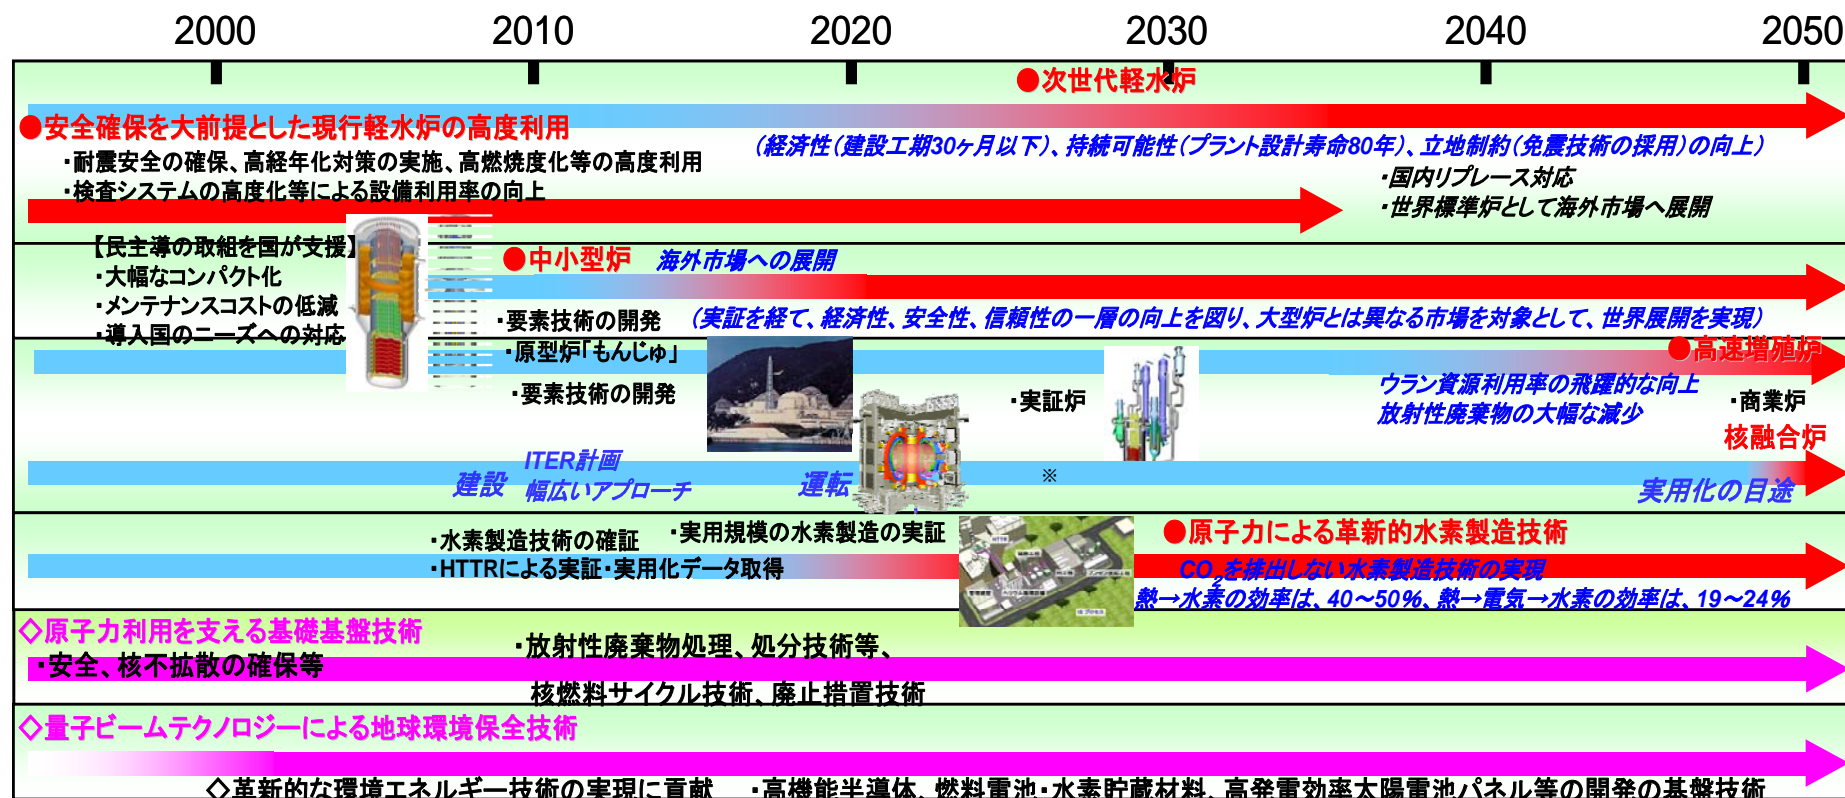 2000 2010 2020 2030 2040 2050
●次世代軽水炉
●安全確保を大前提とした現行軽水炉の高度利用
(経済性(建設工期30ヶ月以下)、持続可能性(プラント設計寿命80年)、立地制約(免震技術の採用)の向上)
・耐震安全の確保、高経年化対策の実施、高燃焼度化等の高度利用
・検査システムの高度化等による設備利用率の向上
・国内リプレース対応
・世界標準炉として海外市場へ展開
【民主導の取組を国が支援】
・大幅なコンパクト化
・メンテナンスコストの低減
・導入国のニーズへの対応
●中小型炉 海外市場への展開
・要素技術の開発 (実証を経て、経済性、安全性、信頼性の一層の向上を図り、大型炉とは異なる市場を対象として、世界展開を実現)
・原型炉「もんじゅ」
・要素技術の開発
・実証炉
●高速増殖炉
ウラン資源利用率の飛躍的な向上
放射性廃棄物の大幅な減少
・商業炉
核融合炉
建設 ITER計画
幅広いアプローチ
運転
※
実用化の目途
・水素製造技術の確証 ・実用規模の水素製造の実証
・HTTRによる実証・実用化データ取得
HTTR
●原子力による革新的水素製造技術
CO2を排出しない水素製造技術の実現
熱→水素の効率は、40~50%、熱→電気→水素の効率は、19~24%
◇原子力利用を支える基礎基盤技術
・安全、核不拡散の確保等
・放射性廃棄物処理、処分技術等、
核燃料サイクル技術、廃止措置技術
◇量子ビームテクノロジーによる地球環境保全技術
◇革新的な環境エネルギー技術の実現に貢献 ・高機能半導体、燃料電池・水素貯蔵材料、高発電効率太陽電池パネル等の開発の基盤技術